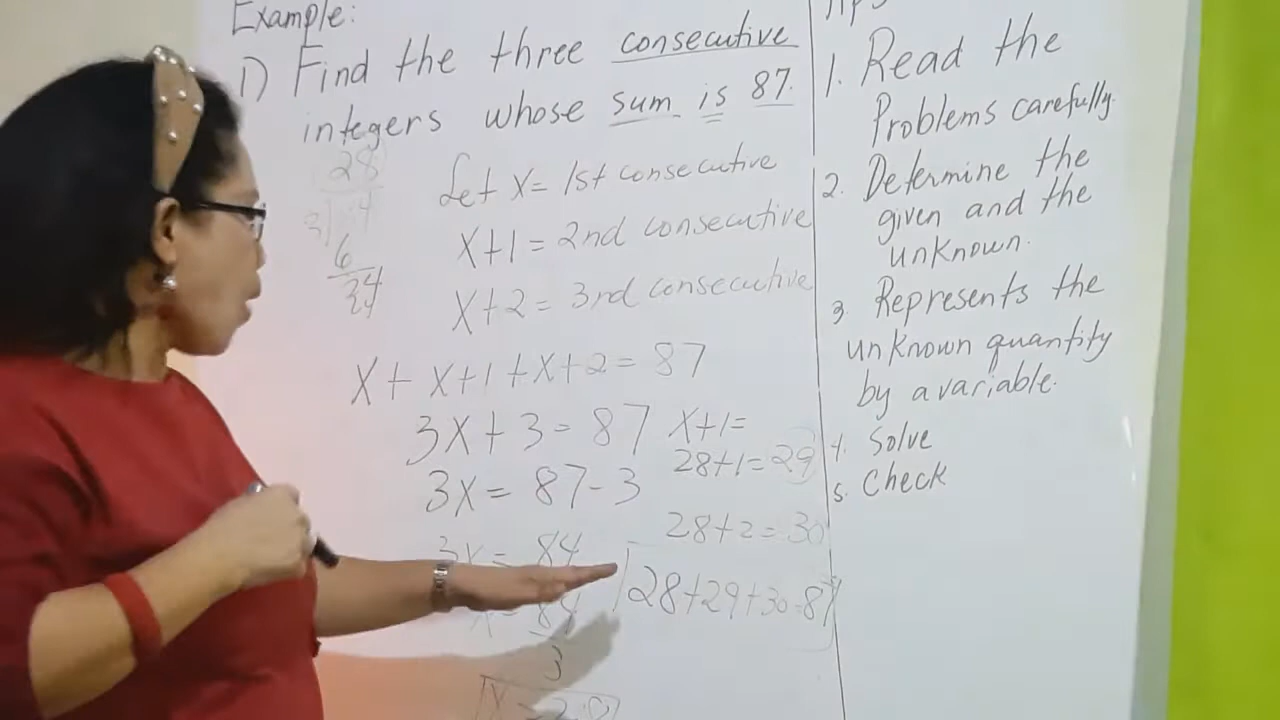 Example:
1) Find the three consecutive
integers whose sum is 87.
28
3
6
24
24
Let X = 1st consecutive
X+1 = 2nd consecutive
X+2 = 3rd consecutive
X + X+1 + X+2 = 87
3X + 3 = 87
3X = 87 - 3
3X = 84
84
3
X+1=
28+1=29
28+2=30
28+29+30=87
1. Read the
Problems carefully.
2. Determine the
given and the
unknown.
3. Represents the
unknown quantity
by a variable.
4. Solve
5. Check